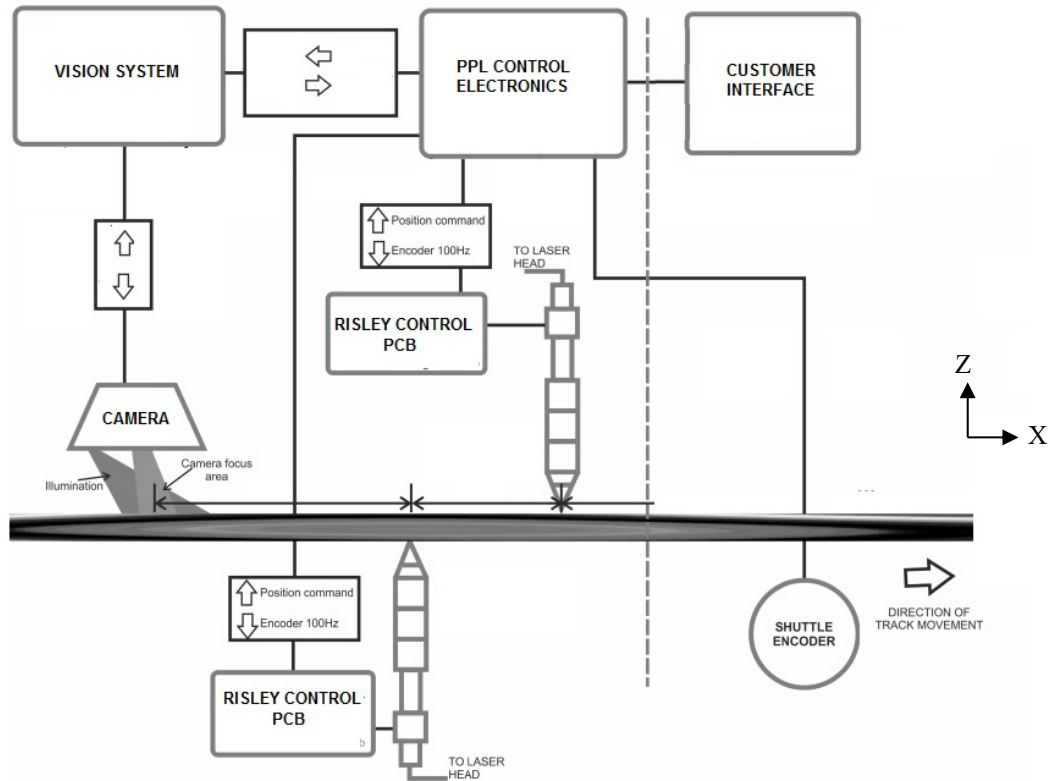 VISION SYSTEM
PPL CONTROL
ELECTRONICS
CUSTOMER
INTERFACE
Position command
Encoder 100Hz
TO LASER
HEAD
RISLEY CONTROL
PCB
Z
X
CAMERA
Camera focus
area
Illumination
Position command
Encoder 100Hz
DIRECTION OF
TRACK MOVEMENT
SHUTTLE
ENCODER
RISLEY CONTROL
PCB
TO LASER
HEAD